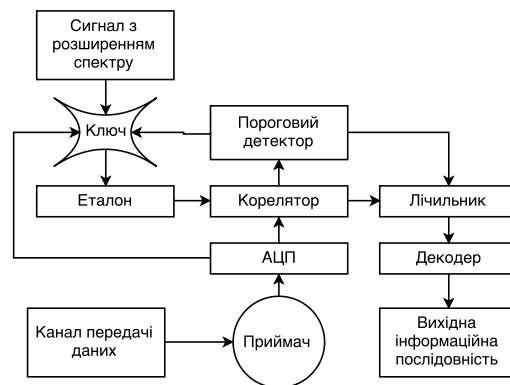 Сигнал з
розширенням
спектру
Ключ
Пороговий
детектор
Еталон
Корелятор
Лічильник
АЦП
Декодер
Канал передачі
даних
Приймач
Вихідна
інформаційна
послідовність